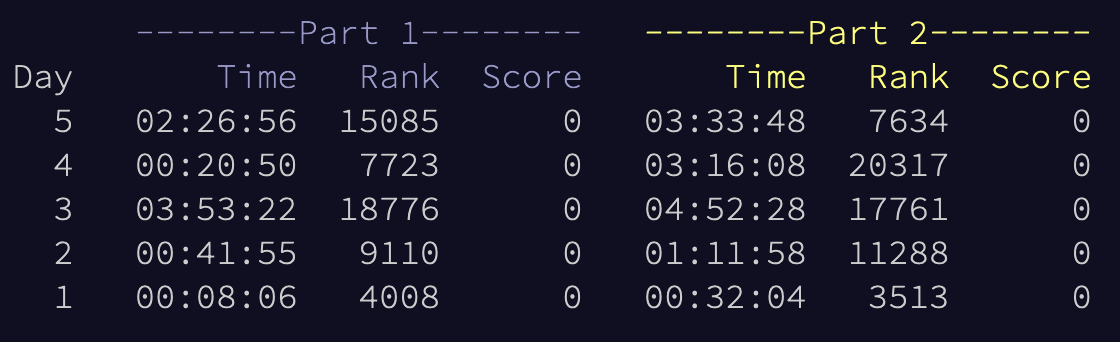 --------Part 1-------- --------Part 2--------
Day Time Rank Score Time Rank Score
5 02:26:56 15085 0 03:33:48 7634 0
4 00:20:50 7723 0 03:16:08 20317 0
3 03:53:22 18776 0 04:52:28 17761 0
2 00:41:55 9110 0 01:11:58 11288 0
1 00:08:06 4008 0 00:32:04 3513 0